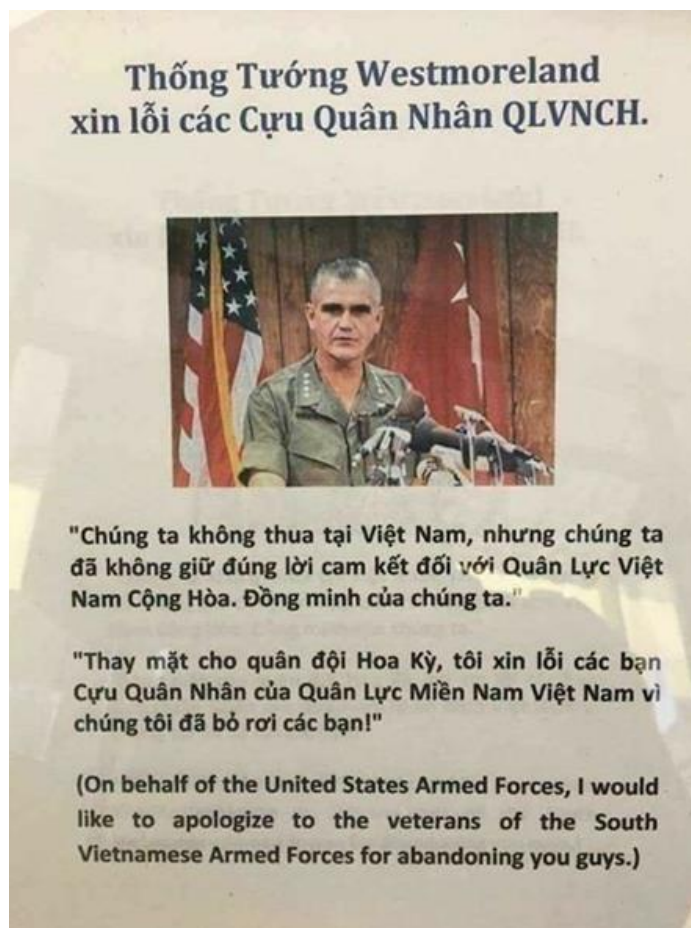 Thống Tướng Westmoreland
xin lỗi các Cựu Quân Nhân QLVNCH.
"Chúng ta không thua tại Việt Nam, nhưng chúng ta
đã không giữ đúng lời cam kết đối với Quân Lực Việt
Nam Cộng Hòa. Đồng minh của chúng ta."
"Thay mặt cho quân đội Hoa Kỳ, tôi xin lỗi các bạn
Cựu Quân Nhân của Quân Lực Miền Nam Việt Nam vì
chúng tôi đã bỏ rơi các bạn!"
(On behalf of the United States Armed Forces, I would
like to apologize to the veterans of the South
Vietnamese Armed Forces for abandoning you guys.)